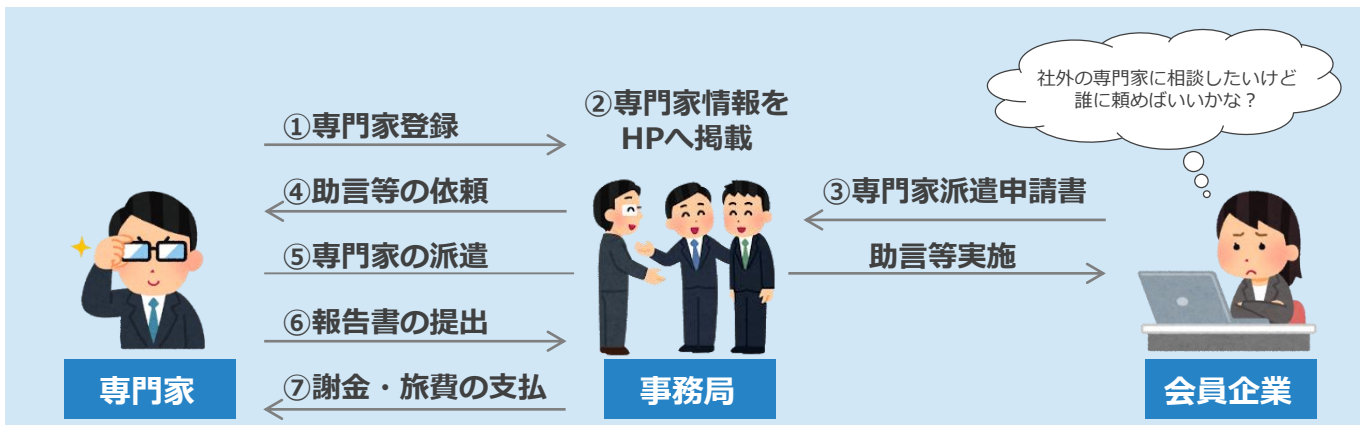 社外の専門家に相談したいけど
誰に頼めばいいかな？
①専門家登録
②専門家情報を
HPへ掲載
③専門家派遣申請書
④助言等の依頼
⑤専門家の派遣
助言等実施
⑥報告書の提出
⑦謝金・旅費の支払
専門家
事務局
会員企業